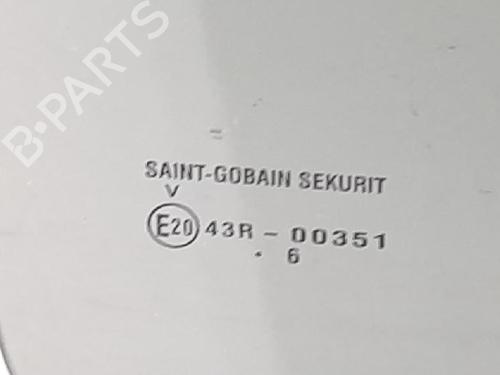 B·PARTS
SAINT-GOBAIN SEKURIT
V
E20 43R - 00351
. 6